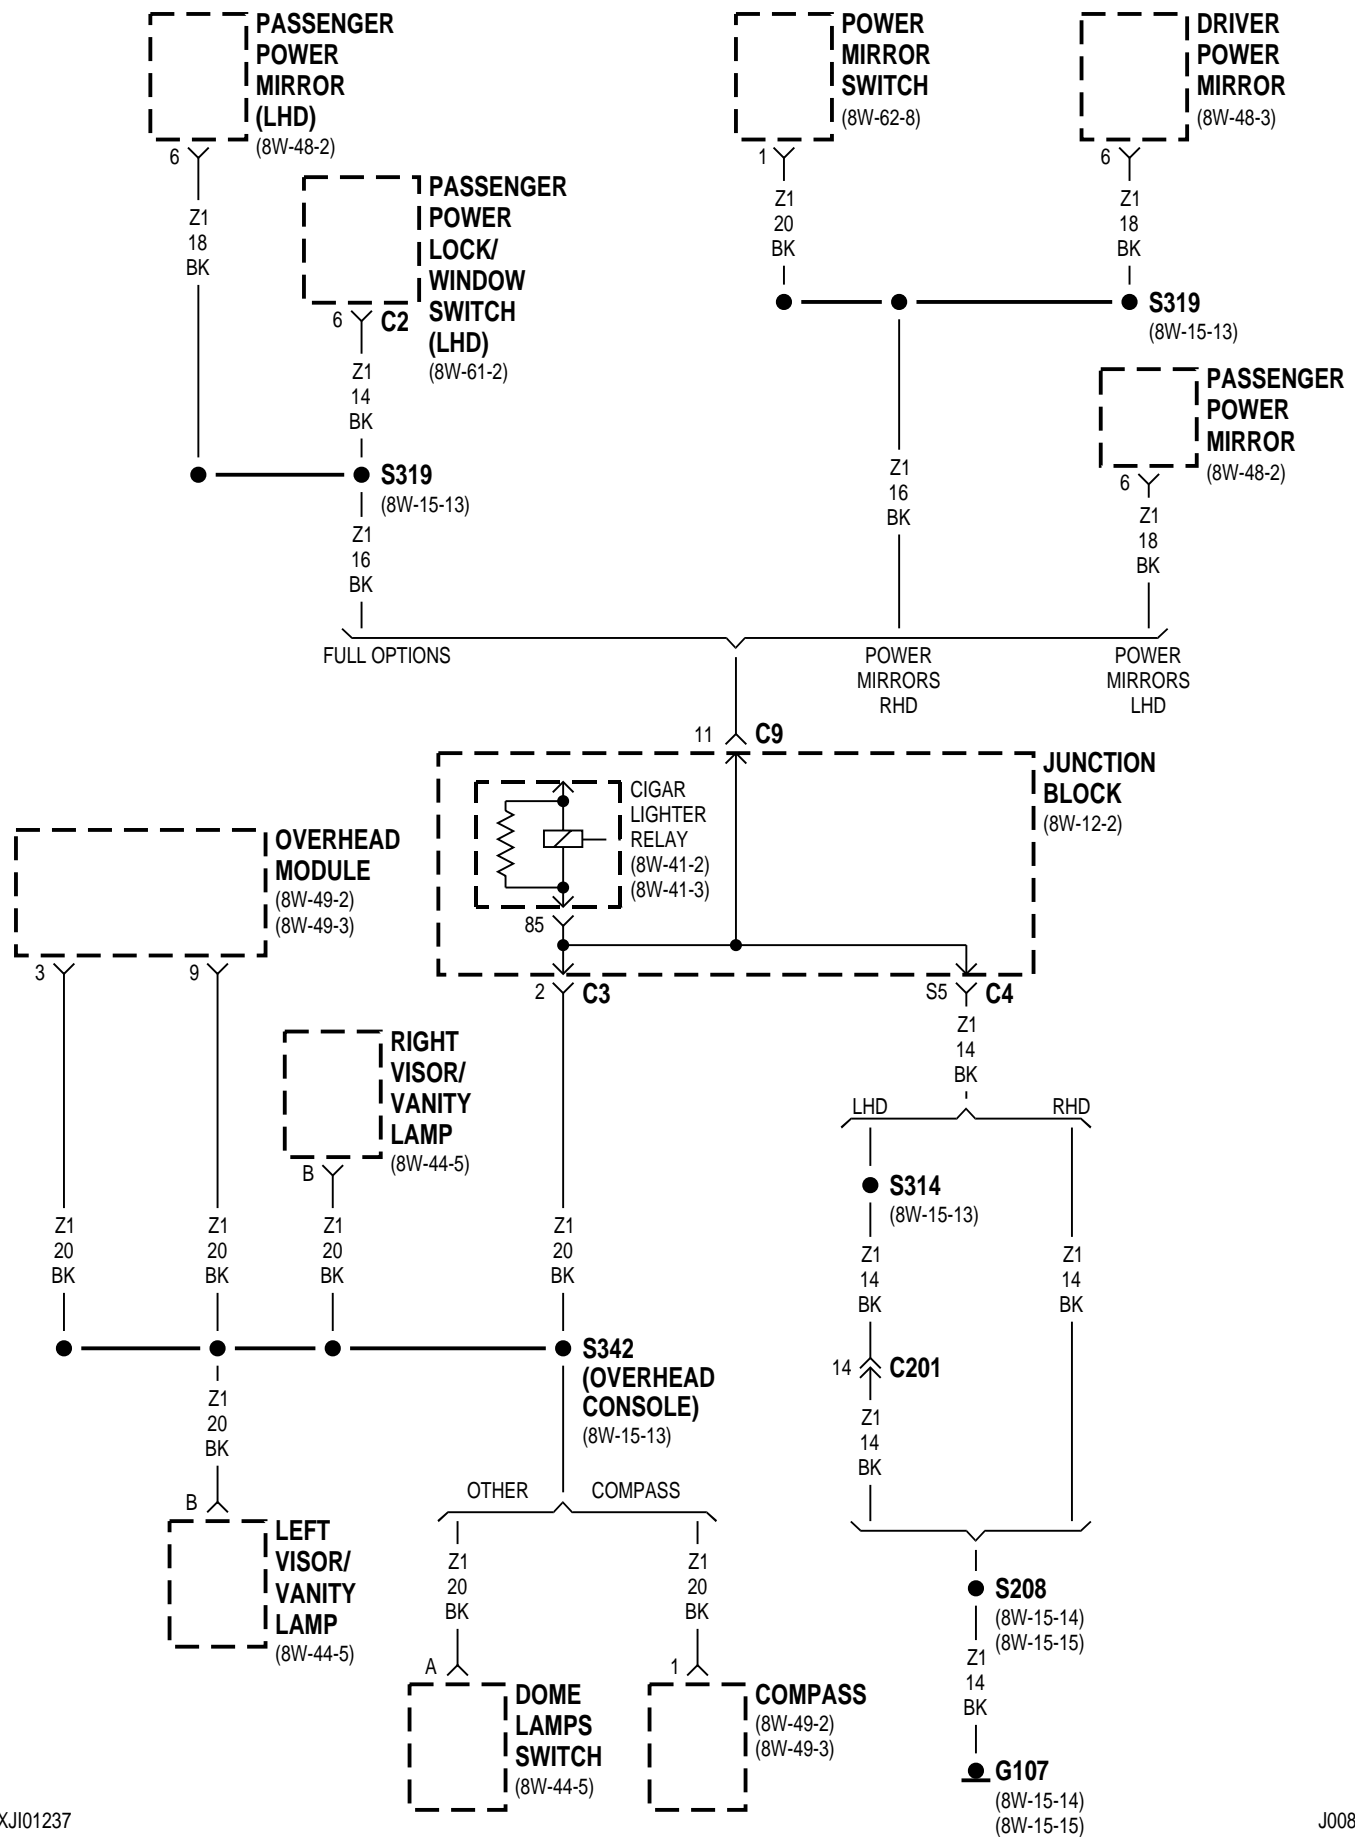 PASSENGER
POWER
MIRROR
(LHD)
(8W-48-2)
6
Z1
18
BK
PASSENGER
POWER
LOCK/
WINDOW
SWITCH
(LHD)
(8W-61-2)
6 C2
Z1
14
BK
S319
(8W-15-13)
Z1
16
BK
POWER
MIRROR
SWITCH
(8W-62-8)
1
Z1
20
BK
DRIVER
POWER
MIRROR
(8W-48-3)
6
Z1
18
BK
S319
(8W-15-13)
Z1
16
BK
PASSENGER
POWER
MIRROR
(8W-48-2)
6
Z1
18
BK
FULL OPTIONS
POWER
MIRRORS
RHD
POWER
MIRRORS
LHD
11 C9
JUNCTION
BLOCK
(8W-12-2)
CIGAR
LIGHTER
RELAY
(8W-41-2)
(8W-41-3)
85
2 C3
S5 C4
OVERHEAD
MODULE
(8W-49-2)
(8W-49-3)
3
9
RIGHT
VISOR/
VANITY
LAMP
(8W-44-5)
B
Z1
20
BK
Z1
20
BK
Z1
20
BK
Z1
20
BK
S342
(OVERHEAD
CONSOLE)
(8W-15-13)
Z1
20
BK
B
LEFT
VISOR/
VANITY
LAMP
(8W-44-5)
OTHER
COMPASS
Z1
20
BK
A
DOME
LAMPS
SWITCH
(8W-44-5)
Z1
20
BK
1
COMPASS
(8W-49-2)
(8W-49-3)
Z1
14
BK
LHD
RHD
S314
(8W-15-13)
Z1
14
BK
Z1
14
BK
14 C201
Z1
14
BK
S208
(8W-15-14)
(8W-15-15)
Z1
14
BK
G107
(8W-15-14)
(8W-15-15)
XJI01237
J008